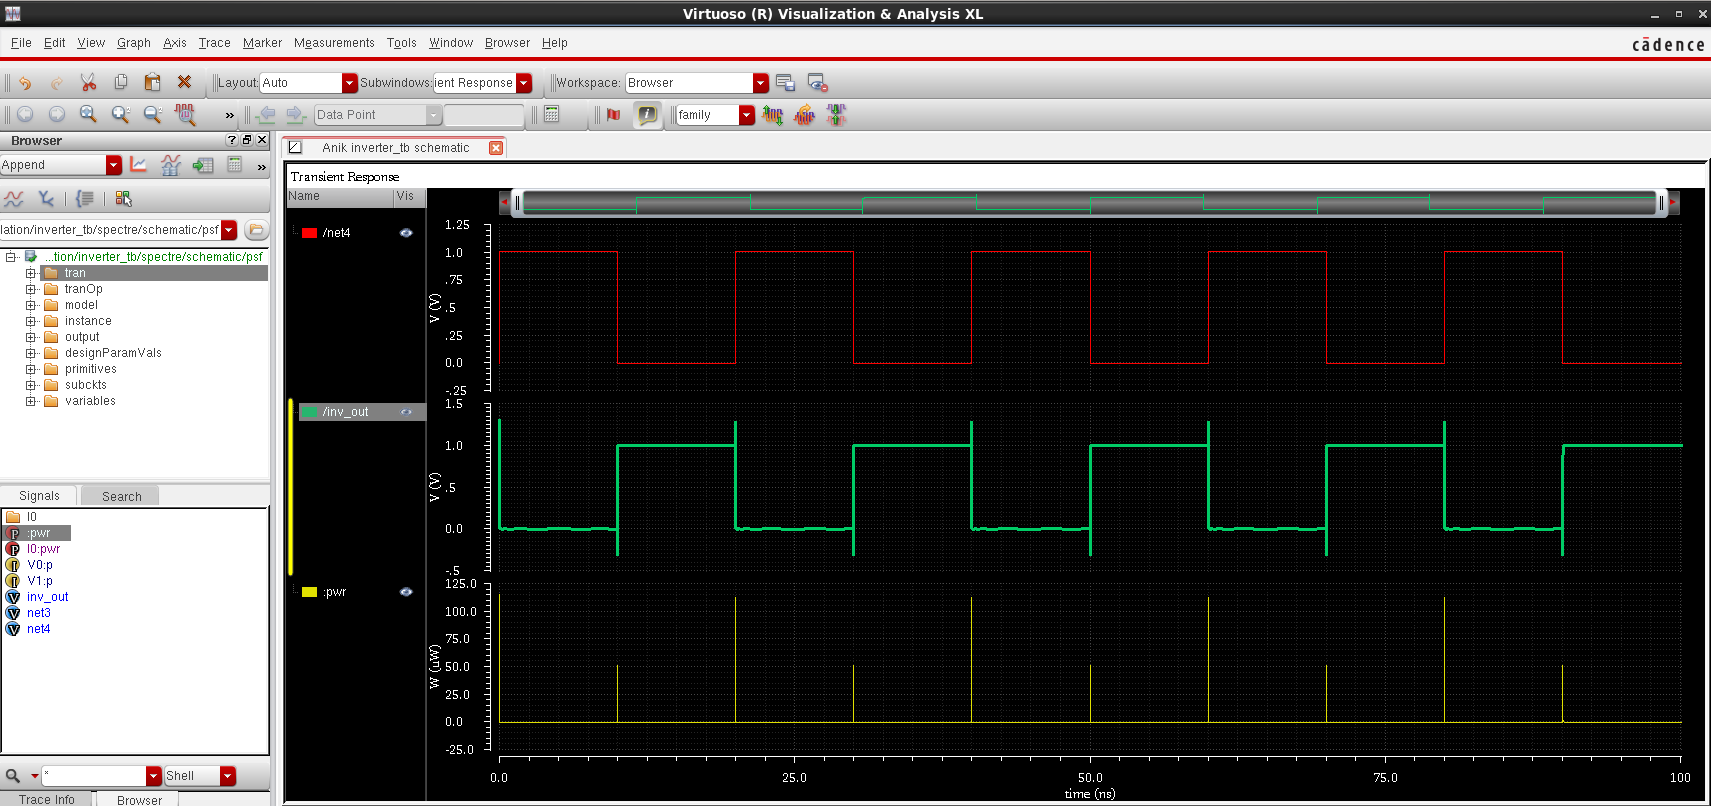 Virtuoso (R) Visualization & Analysis XL
File Edit View Graph Axis Trace Marker Measurements Tools Window Browser Help
cādence
Layout: Auto Subwindows: ient Response Workspace: Browser
» Data Point family
Browser
Append »
lation/inverter_tb/spectre/schematic/psf
...tion/inverter_tb/spectre/schematic/psf
tran
tranOp
model
instance
output
designParamVals
primitives
subckts
variables
Signals Search
I0
:pwr
I0:pwr
V0:p
V1:p
inv_out
net3
net4
* Shell
Trace Info Browser
Anik inverter_tb schematic
Transient Response
Name Vis
/net4
1.25
1.0
.75
.5
.25
0.0
-.25
V (V)
/inv_out
1.5
1.0
.5
0.0
-.5
V (V)
:pwr
125.0
100.0
75.0
50.0
25.0
0.0
-25.0
W (uW)
0.0 25.0 50.0 75.0 100
time (ns)